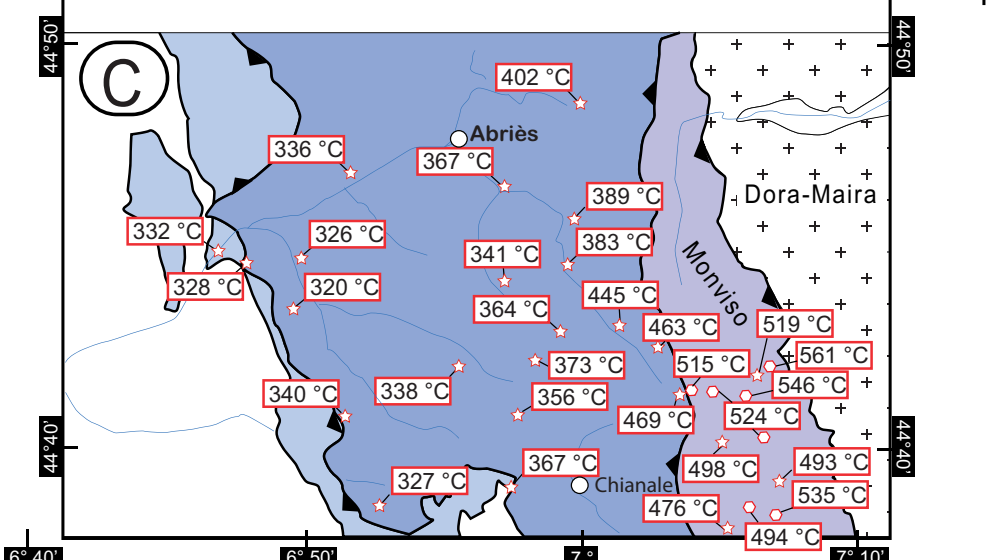 44°50'
44°50'
C
402 °C
Abriès
336 °C
367 °C
Dora-Maira
389 °C
332 °C
326 °C
383 °C
341 °C
Monviso
328 °C
320 °C
445 °C
364 °C
463 °C
519 °C
515 °C
561 °C
373 °C
338 °C
546 °C
340 °C
356 °C
469 °C
524 °C
44°40'
44°40'
367 °C
498 °C
493 °C
327 °C
Chianale
535 °C
476 °C
494 °C
6° 40'
6° 50'
7 °
7° 10'